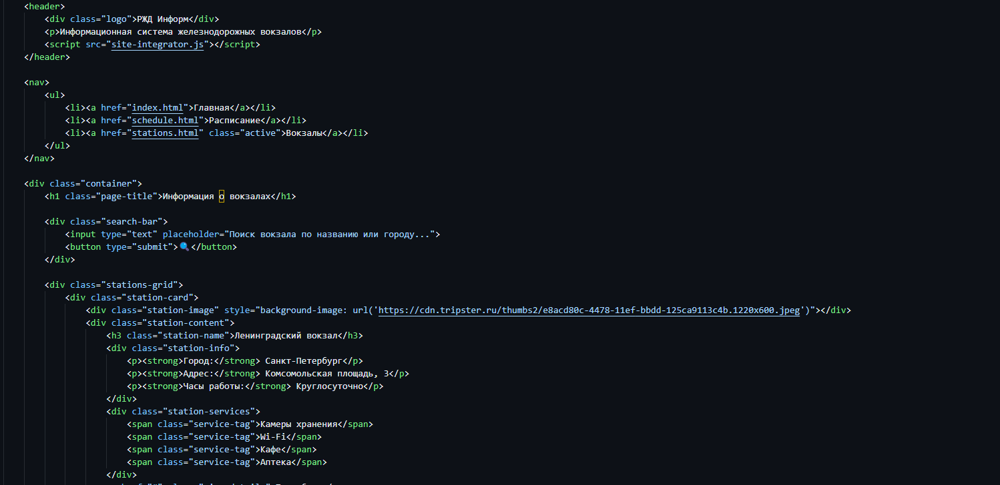 <header>
<div class="logo">РЖД Информ</div>
<p>Информационная система железнодорожных вокзалов</p>
<script src="site-integrator.js"></script>
</header>
<nav>
<ul>
<li><a href="index.html">Главная</a></li>
<li><a href="schedule.html">Расписание</a></li>
<li><a href="stations.html" class="active">Вокзалы</a></li>
</ul>
</nav>
<div class="container">
<h1 class="page-title">Информация о вокзалах</h1>
<div class="search-bar">
<input type="text" placeholder="Поиск вокзала по названию или городу...">
<button type="submit">🔍</button>
</div>
<div class="stations-grid">
<div class="station-card">
<div class="station-image" style="background-image: url('https://cdn.tripster.ru/thumbs2/e8acd80c-4478-11ef-bbdd-125ca9113c4b.1220x600.jpeg')"></div>
<div class="station-content">
<h3 class="station-name">Ленинградский вокзал</h3>
<div class="station-info">
<p><strong>Город:</strong> Санкт-Петербург</p>
<p><strong>Адрес:</strong> Комсомольская площадь, 3</p>
<p><strong>Часы работы:</strong> Круглосуточно</p>
</div>
<div class="station-services">
<span class="service-tag">Камеры хранения</span>
<span class="service-tag">Wi-Fi</span>
<span class="service-tag">Кафе</span>
<span class="service-tag">Аптека</span>
</div>